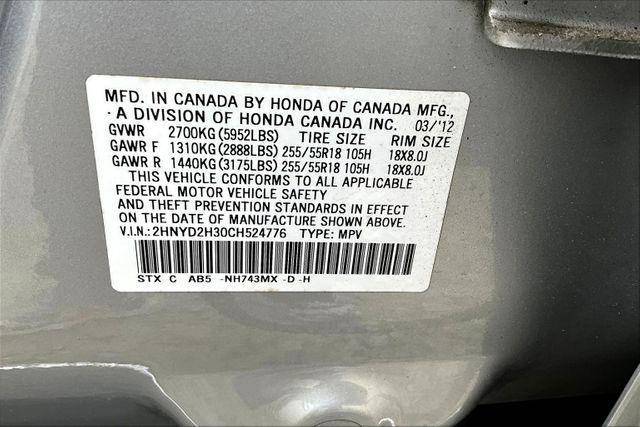 MFD. IN CANADA BY HONDA OF CANADA MFG.,
· A DIVISION OF HONDA CANADA INC. 03/'12
GVWR 2700KG (5952LBS) TIRE SIZE RIM SIZE
GAWR F 1310KG (2888LBS) 255/55R18 105H 18X8.0J
GAWR R 1440KG (3175LBS) 255/55R18 105H 18X8.0J
THIS VEHICLE CONFORMS TO ALL APPLICABLE
FEDERAL MOTOR VEHICLE SAFETY
AND THEFT PREVENTION STANDARDS IN EFFECT
ON THE DATE OF MANUFACTURE SHOWN ABOVE.
V.I.N.: 2HNYD2H30CH524776 TYPE: MPV
STX C AB5 -NH743MX -D -H